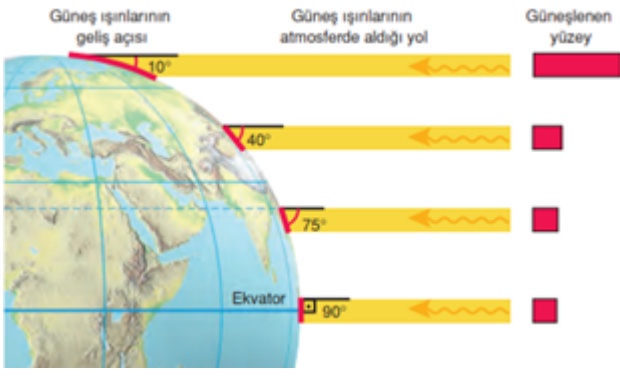 Güneş ışınlarının
geliş açısı
Güneş ışınlarının
atmosferde aldığı yol
Güneşlenen
yüzey
10°
40°
75°
Ekvator
90°